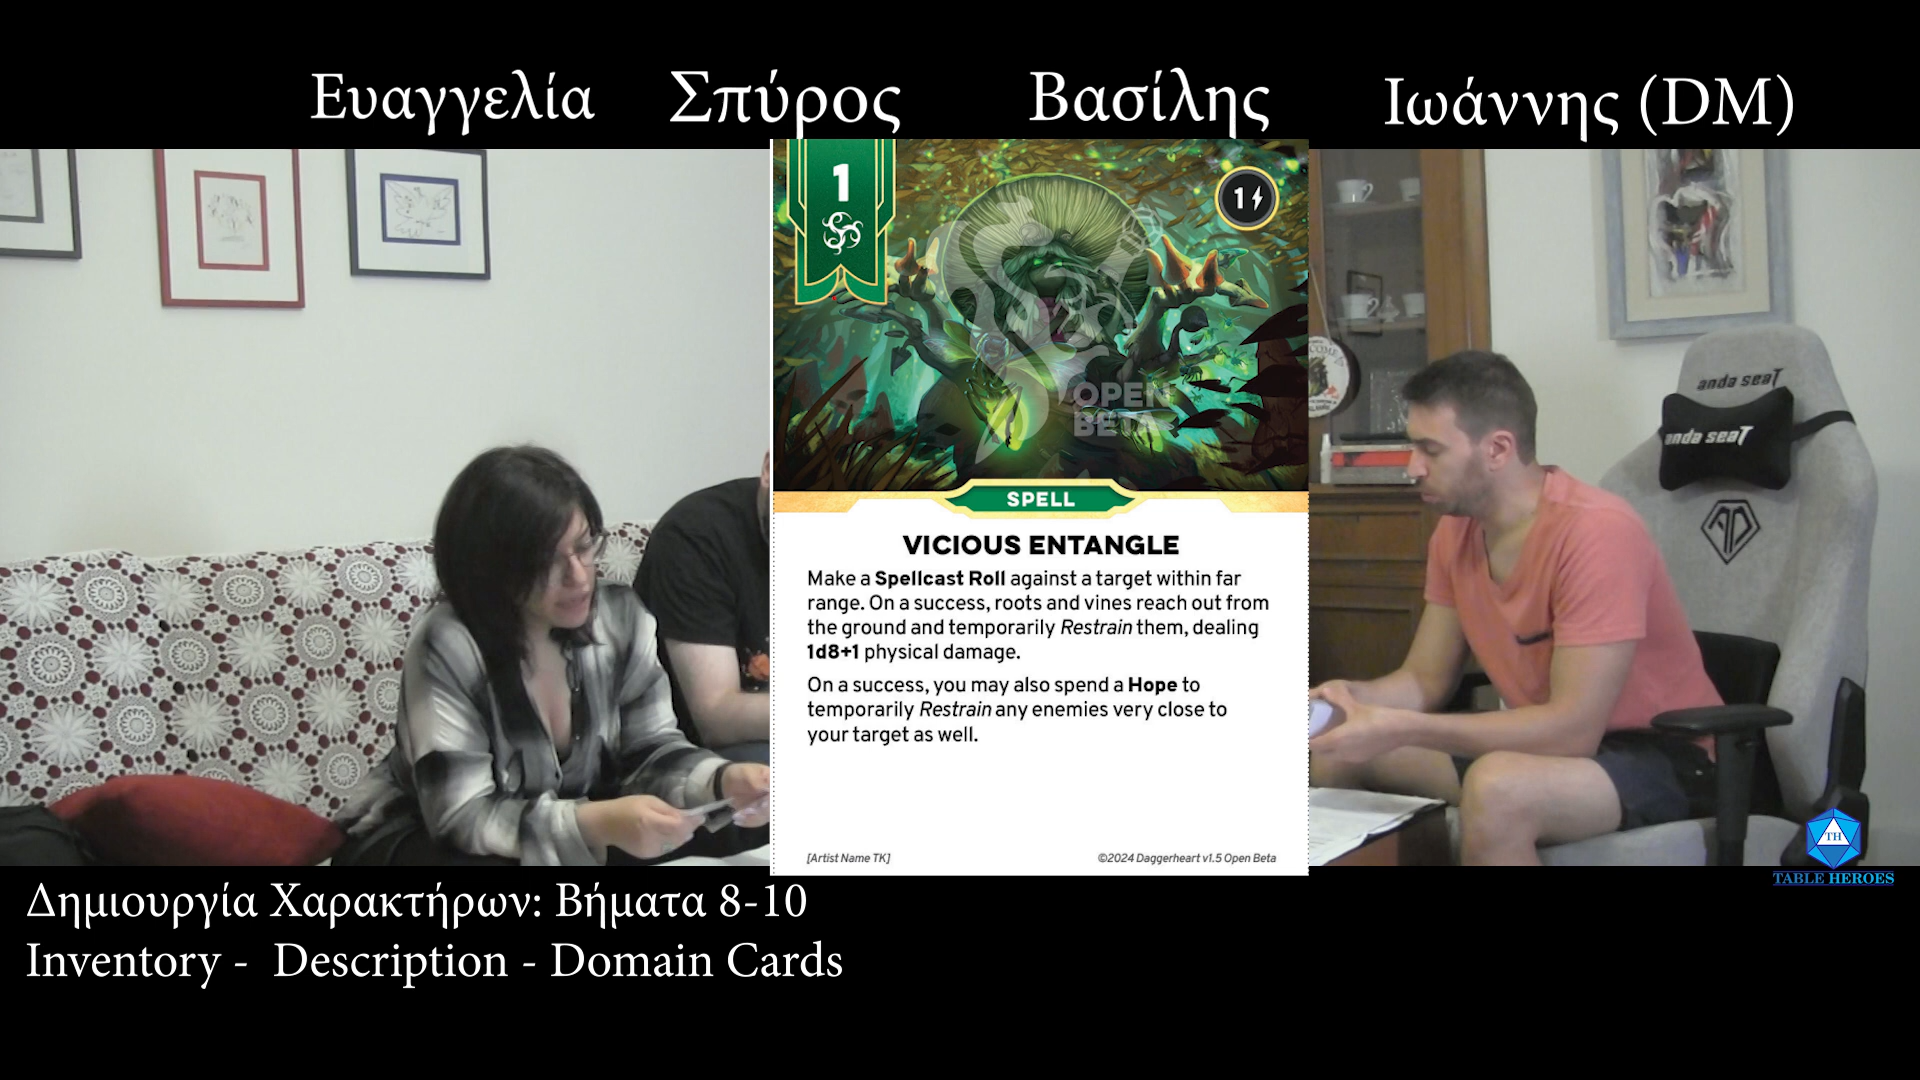 Ευαγγελία Σπύρος Βασίλης Ιωάννης (DM)
1
1
OPEN
BETA
SPELL
VICIOUS ENTANGLE
Make a Spellcast Roll against a target within far
range. On a success, roots and vines reach out from
the ground and temporarily Restrain them, dealing
1d8+1 physical damage.
On a success, you may also spend a Hope to
temporarily Restrain any enemies very close to
your target as well.
[Artist Name TK] ©2024 Daggerheart v1.5 Open Beta
anda seaT
anda seaT
TH
TABLE HEROES
Δημιουργία Χαρακτήρων: Βήματα 8-10
Inventory - Description - Domain Cards